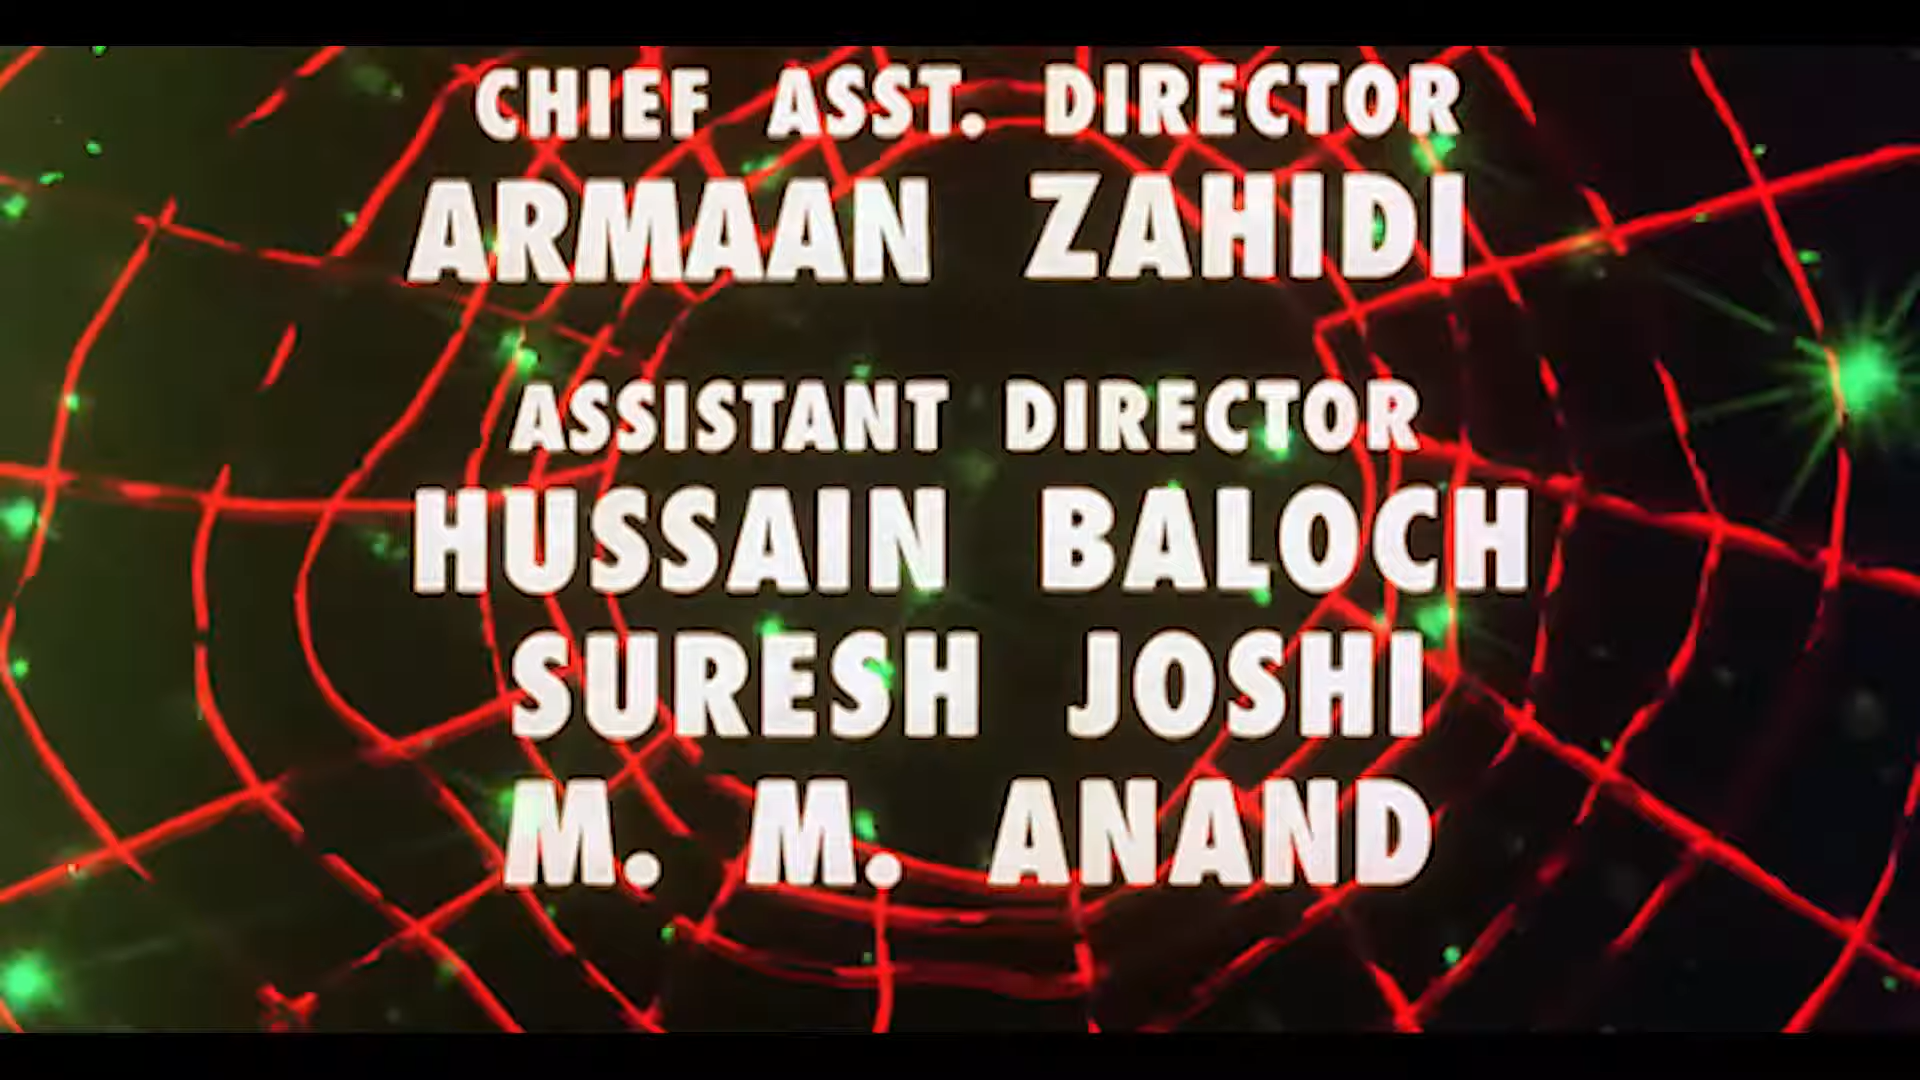 CHIEF ASST. DIRECTOR
ARMAAN ZAHIDI
ASSISTANT DIRECTOR
HUSSAIN BALOCH
SURESH JOSHI
M. M. ANAND